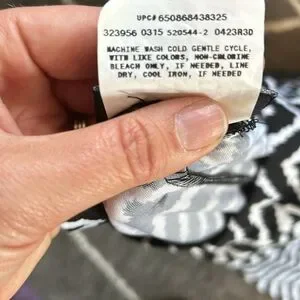 UPC# 650868438325
323956 0315 520544-2 0423R3D
MACHINE WASH COLD GENTLE CYCLE,
WITH LIKE COLORS, NON-CHLORINE
BLEACH ONLY, IF NEEDED, LINE
DRY, COOL IRON, IF NEEDED